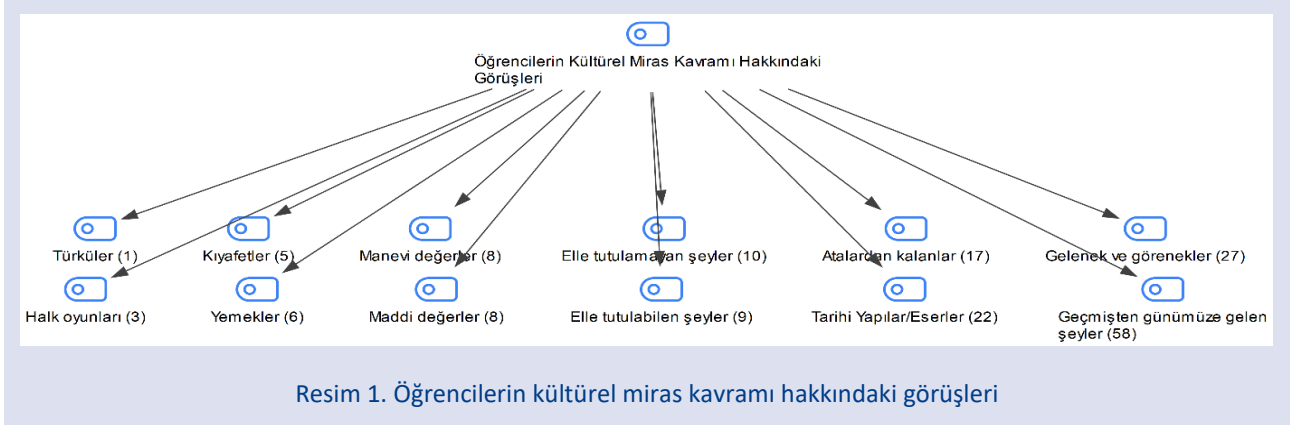 Öğrencilerin Kültürel Miras Kavramı Hakkındaki
Görüşleri
Türküler (1)
Kıyafetler (5)
Manevi değerler (8)
Elle tutulamayan şeyler (10)
Atalardan kalanlar (17)
Gelenek ve görenekler (27)
Halk oyunları (3)
Yemekler (6)
Maddi değerler (8)
Elle tutulabilen şeyler (9)
Tarihi Yapılar/Eserler (22)
Geçmişten günümüze gelen
şeyler (58)
Resim 1. Öğrencilerin kültürel miras kavramı hakkındaki görüşleri